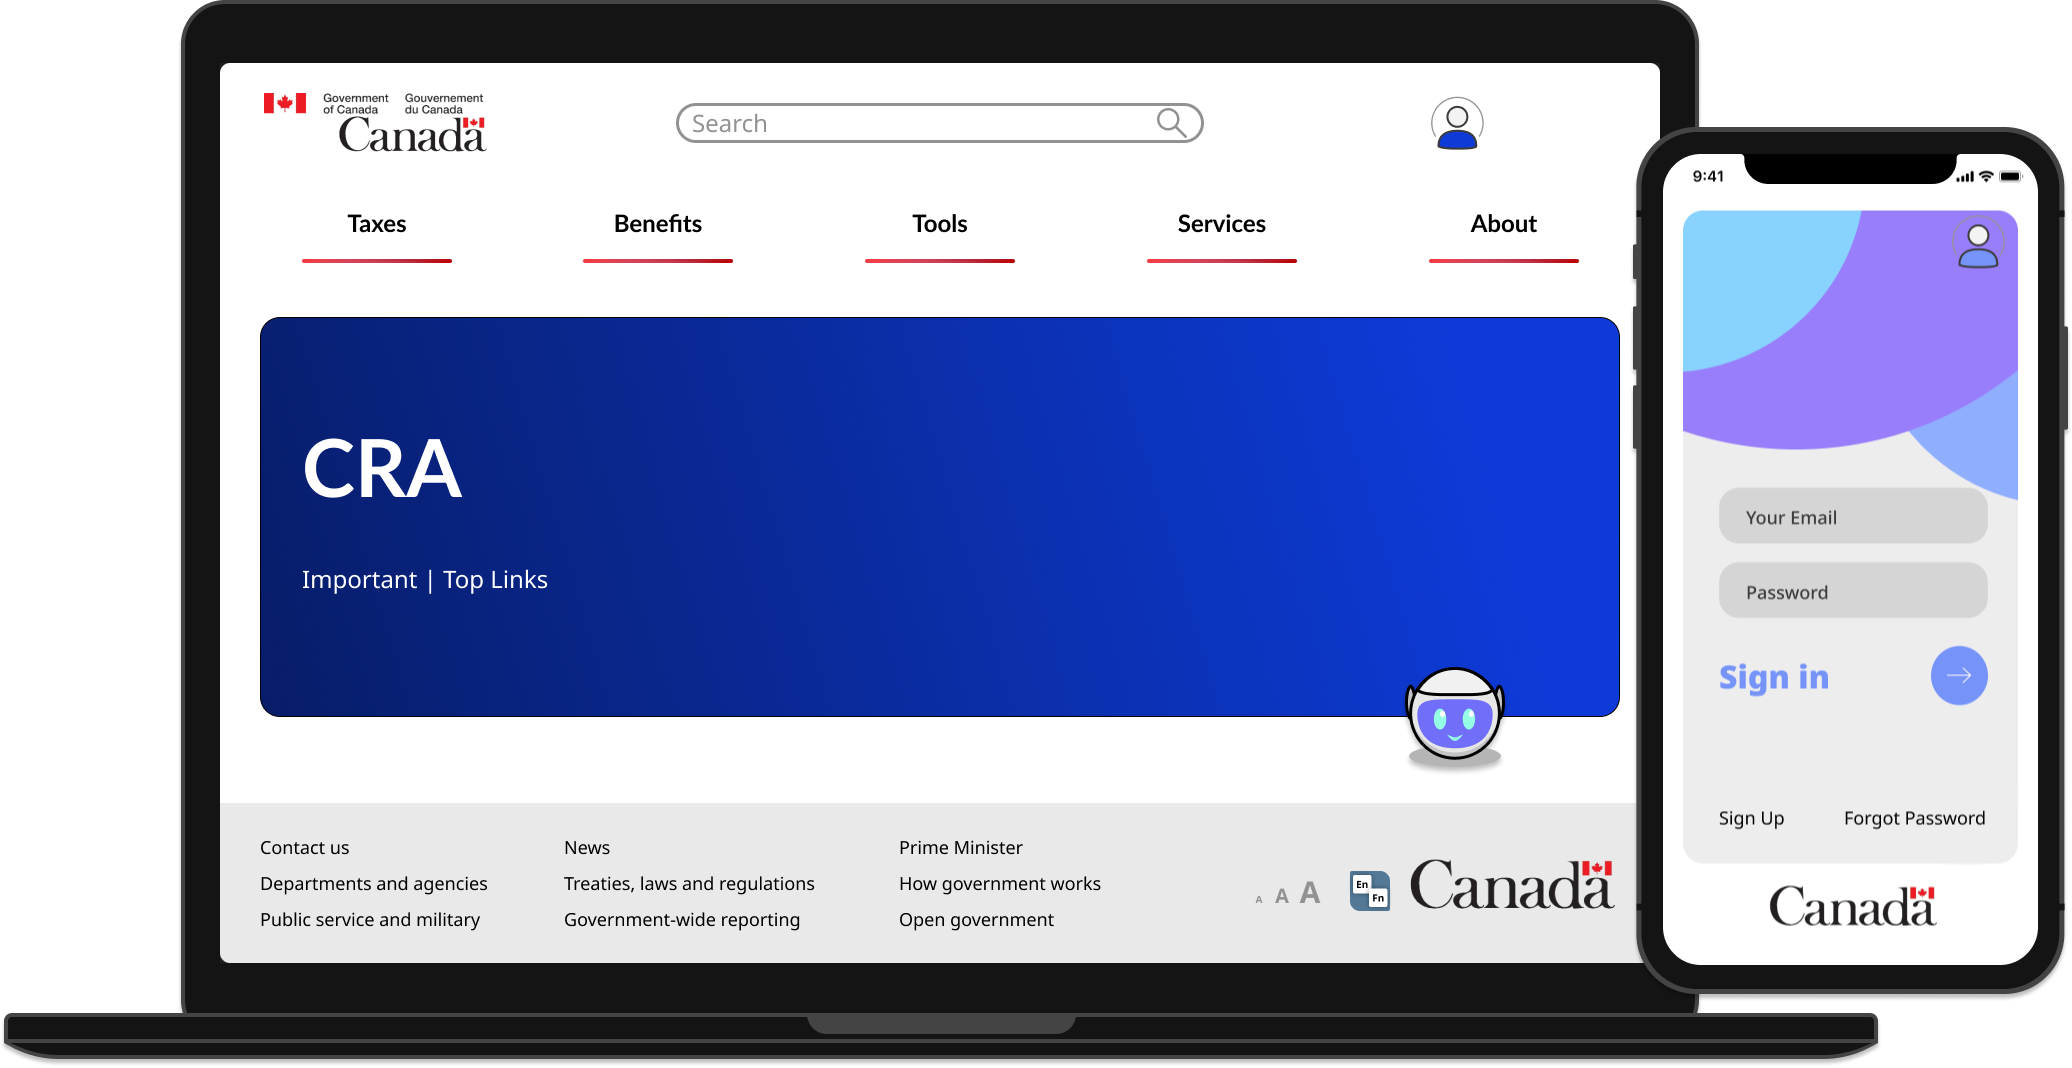 Government of Canada
Gouvernement du Canada
Canada
Search
Taxes
Benefits
Tools
Services
About
CRA
Important | Top Links
Contact us
Departments and agencies
Public service and military
News
Treaties, laws and regulations
Government-wide reporting
Prime Minister
How government works
Open government
A A A
En
Fn
Canada
9:41
Your Email
Password
Sign in
Sign Up
Forgot Password
Canada